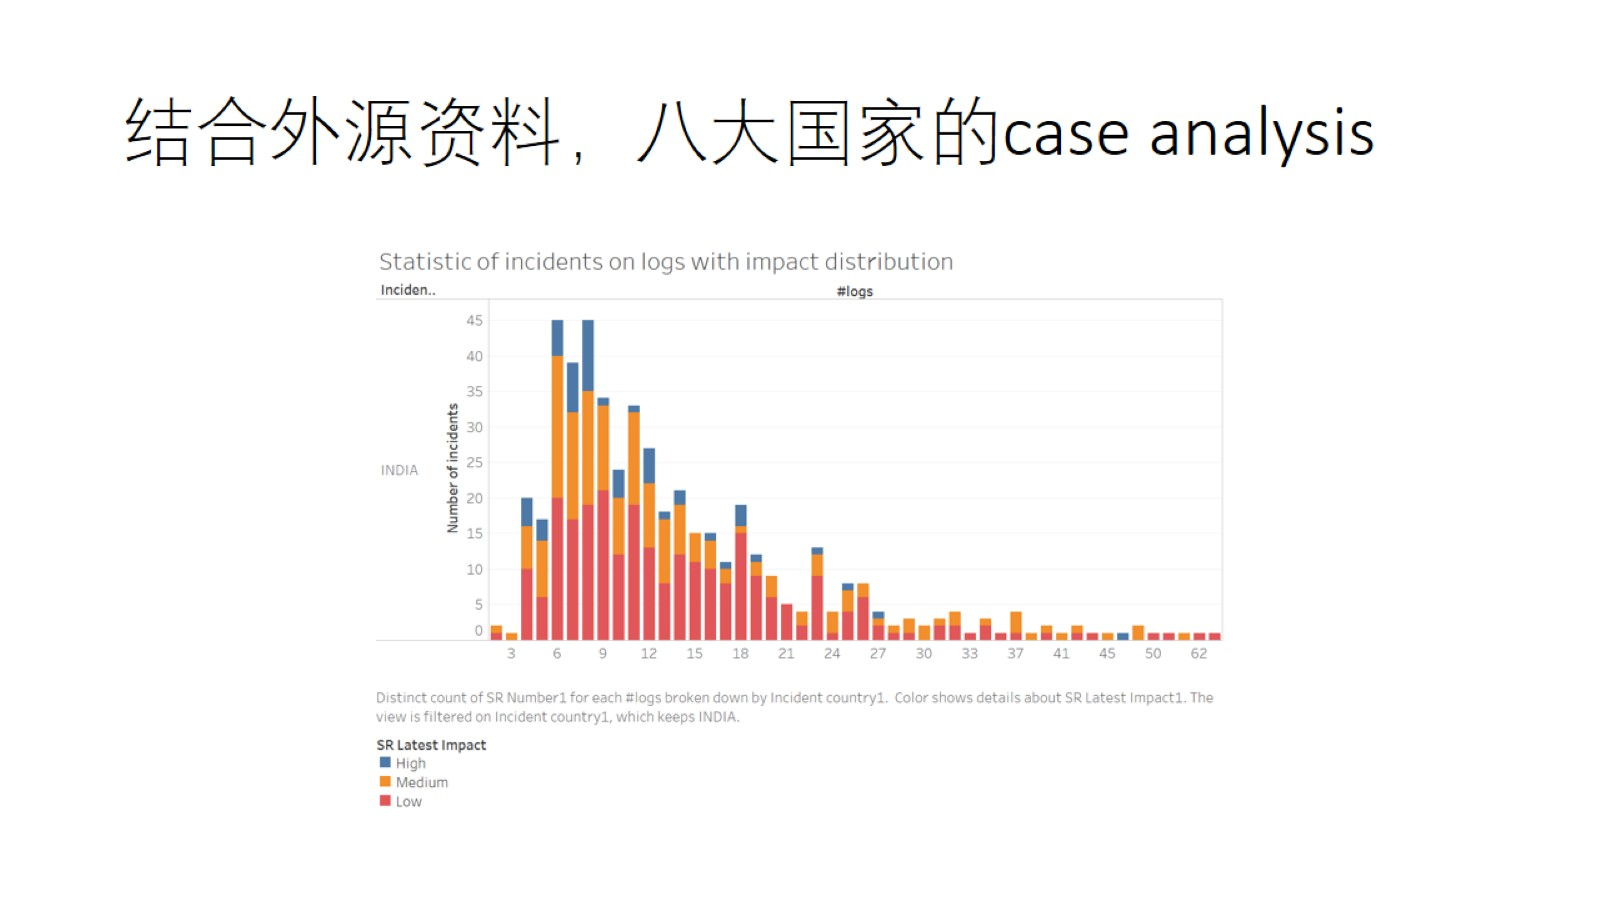 结合外源资料，八大国家的case analysis
Statistic of incidents on logs with impact distribution
Inciden..
#logs
45
40
35
30
25
20
15
10
5
0
Number of incidents
INDIA
3 6 9 12 15 18 21 24 27 30 33 37 41 45 50 62
Distinct count of SR Number1 for each #logs broken down by Incident country1. Color shows details about SR Latest Impact1. The
view is filtered on Incident country1, which keeps INDIA.
SR Latest Impact
High
Medium
Low